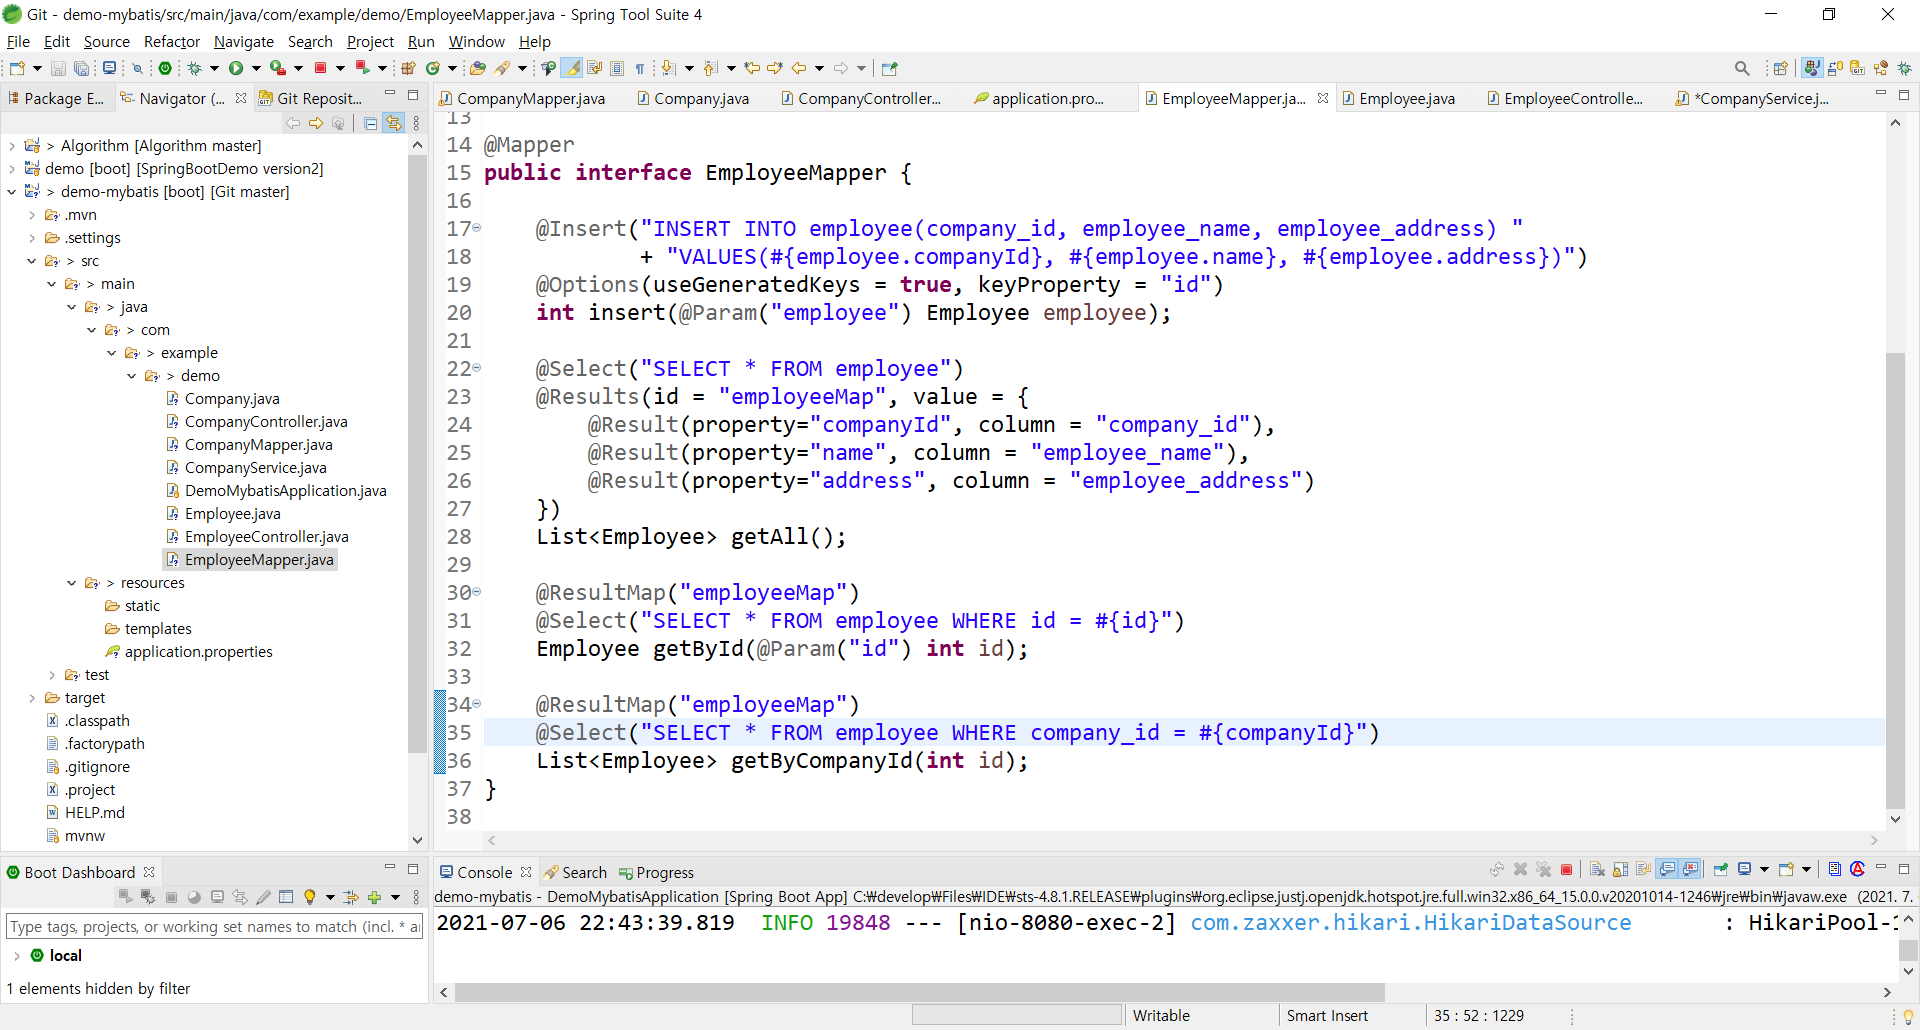 Git - demo-mybatis/src/main/java/com/example/demo/EmployeeMapper.java - Spring Tool Suite 4
File Edit Source Refactor Navigate Search Project Run Window Help
Package E... Navigator (... Git Reposit...
> Algorithm [Algorithm master]
demo [boot] [SpringBootDemo version2]
> demo-mybatis [boot] [Git master]
.mvn
.settings
> src
> main
> java
> com
> example
> demo
Company.java
CompanyController.java
CompanyMapper.java
CompanyService.java
DemoMybatisApplication.java
Employee.java
EmployeeController.java
EmployeeMapper.java
> resources
static
templates
application.properties
test
target
.classpath
.factorypath
.gitignore
.project
HELP.md
mvnw
CompanyMapper.java Company.java CompanyController... application.pro... EmployeeMapper.ja... Employee.java EmployeeControlle... *CompanyService.j...
13
14 @Mapper
15 public interface EmployeeMapper {
16
17 @Insert("INSERT INTO employee(company_id, employee_name, employee_address) "
18 + "VALUES(#{employee.companyId}, #{employee.name}, #{employee.address})")
19 @Options(useGeneratedKeys = true, keyProperty = "id")
20 int insert(@Param("employee") Employee employee);
21
22 @Select("SELECT * FROM employee")
23 @Results(id = "employeeMap", value = {
24 @Result(property="companyId", column = "company_id"),
25 @Result(property="name", column = "employee_name"),
26 @Result(property="address", column = "employee_address")
27 })
28 List<Employee> getAll();
29
30 @ResultMap("employeeMap")
31 @Select("SELECT * FROM employee WHERE id = #{id}")
32 Employee getById(@Param("id") int id);
33
34 @ResultMap("employeeMap")
35 @Select("SELECT * FROM employee WHERE company_id = #{companyId}")
36 List<Employee> getByCompanyId(int id);
37 }
38
Boot Dashboard
Type tags, projects, or working set names to match (incl. * a
local
1 elements hidden by filter
Console Search Progress
demo-mybatis - DemoMybatisApplication [Spring Boot App] C:₩develop₩Files₩IDE₩sts-4.8.1.RELEASE₩plugins₩org.eclipse.justj.openjdk.hotspot.jre.full.win32.x86_64_15.0.0.v20201014-1246₩jre₩bin₩javaw.exe (2021. 7.
2021-07-06 22:43:39.819 INFO 19848 --- [nio-8080-exec-2] com.zaxxer.hikari.HikariDataSource : HikariPool-1
Writable Smart Insert 35 : 52 : 1229